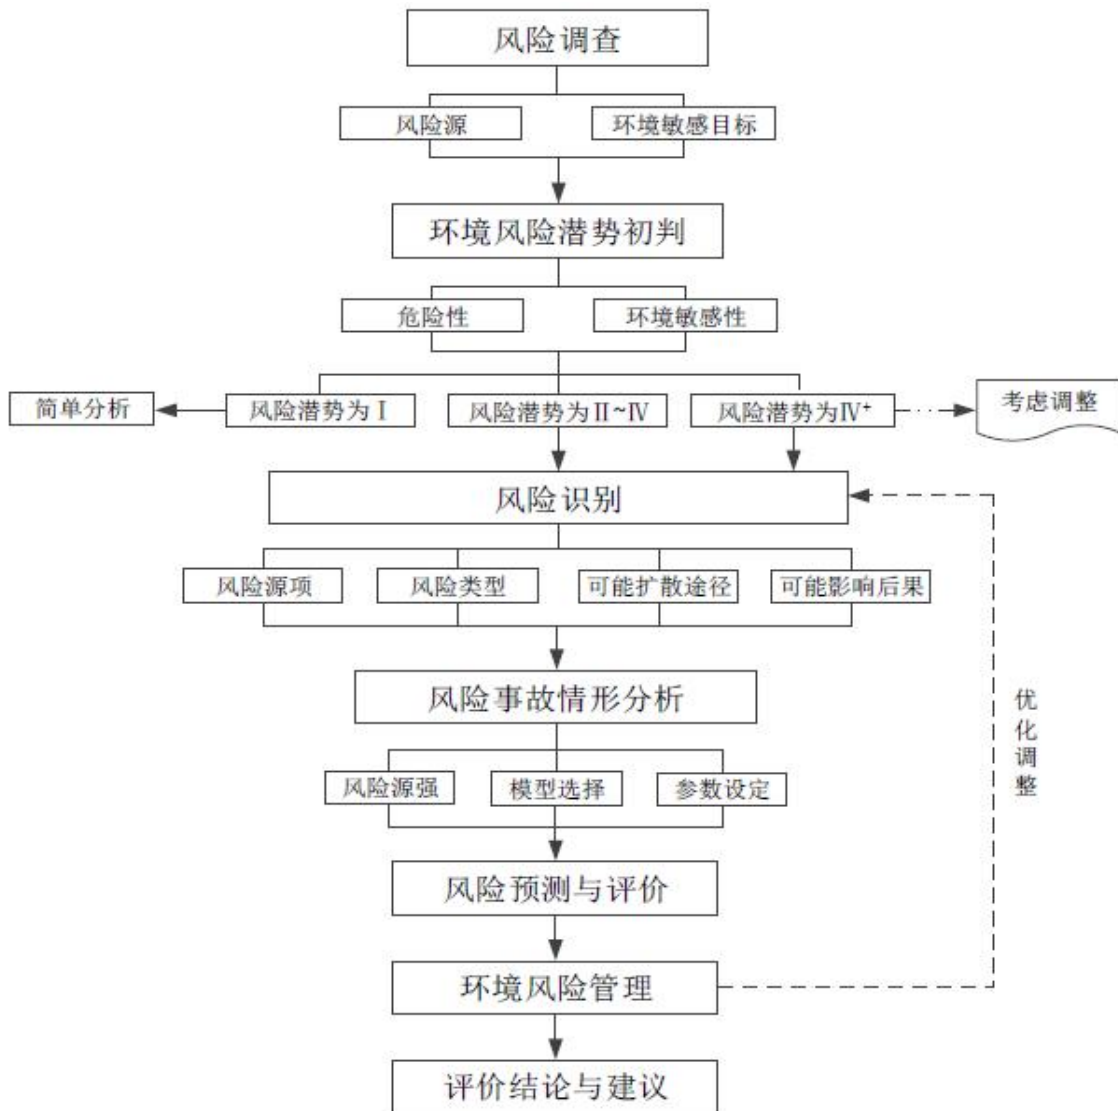 风险调查
风险源
环境敏感目标
环境风险潜势初判
危险性
环境敏感性
简单分析
风险潜势为Ⅰ
风险潜势为Ⅱ~Ⅳ
风险潜势为Ⅳ⁺
考虑调整
风险识别
风险源项
风险类型
可能扩散途径
可能影响后果
风险事故情形分析
优化调整
风险源强
模型选择
参数设定
风险预测与评价
环境风险管理
评价结论与建议